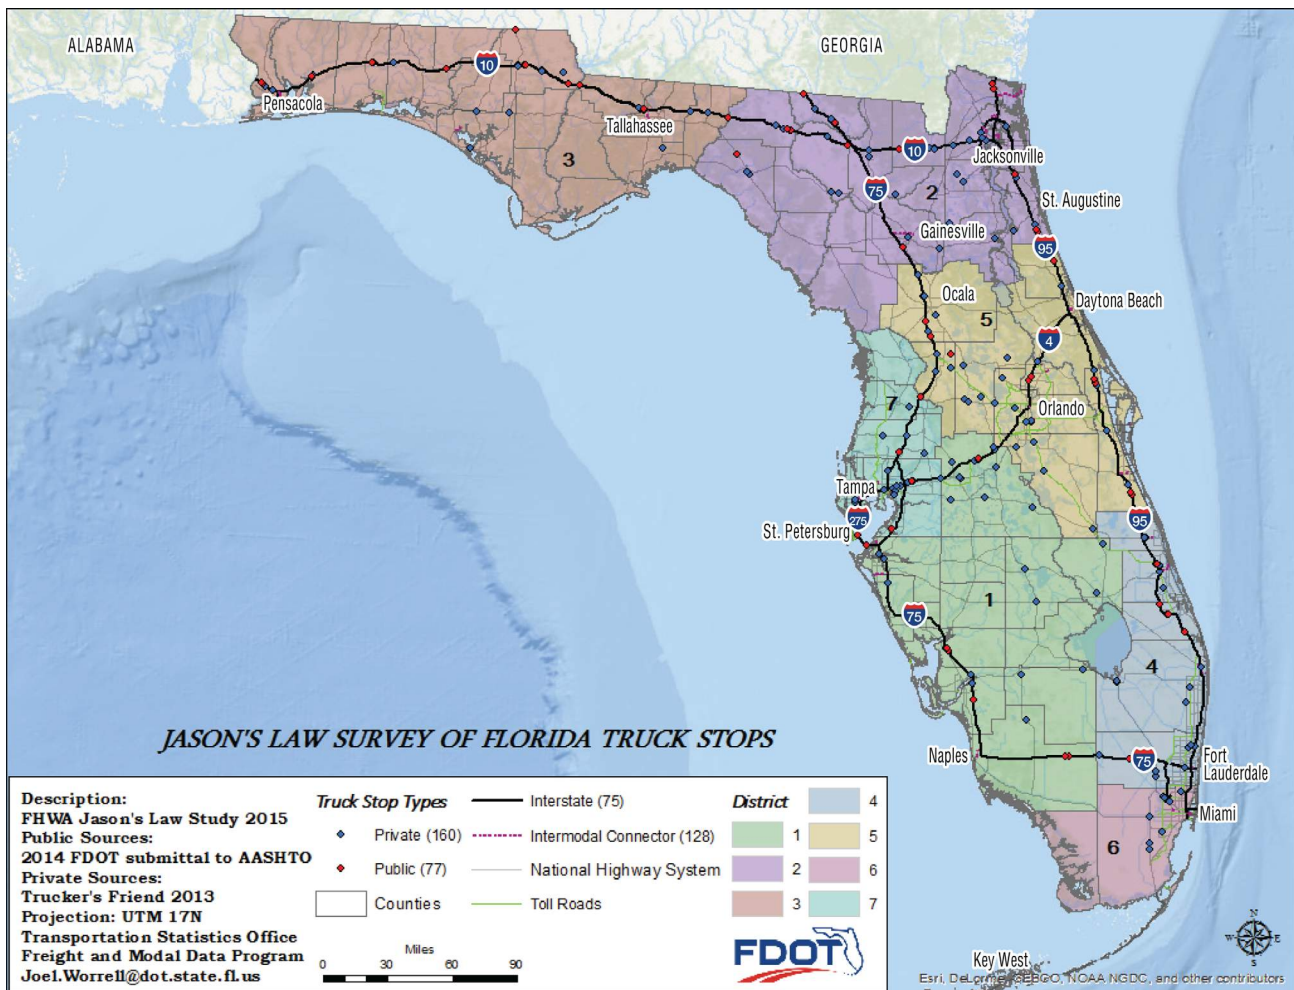 ALABAMA
GEORGIA
10
Pensacola
Tallahassee
3
10
Jacksonville
75
2
St. Augustine
Gainesville
95
Ocala
Daytona Beach
5
4
7
Orlando
Tampa
275
95
St. Petersburg
1
75
4
JASON'S LAW SURVEY OF FLORIDA TRUCK STOPS
Naples
75
Fort
Lauderdale
Miami
6
Key West
Description:
FHWA Jason's Law Study 2015
Public Sources:
2014 FDOT submittal to AASHTO
Private Sources:
Trucker's Friend 2013
Projection: UTM 17N
Transportation Statistics Office
Freight and Modal Data Program
Joel.Worrell@dot.state.fl.us
Truck Stop Types
Private (160)
Public (77)
Counties
Miles
0 30 60 90
Interstate (75)
Intermodal Connector (128)
National Highway System
Toll Roads
District
1
2
3
4
5
6
7
FDOT
N
W E
S
Esri, DeLorme, GEBCO, NOAA NGDC, and other contributors